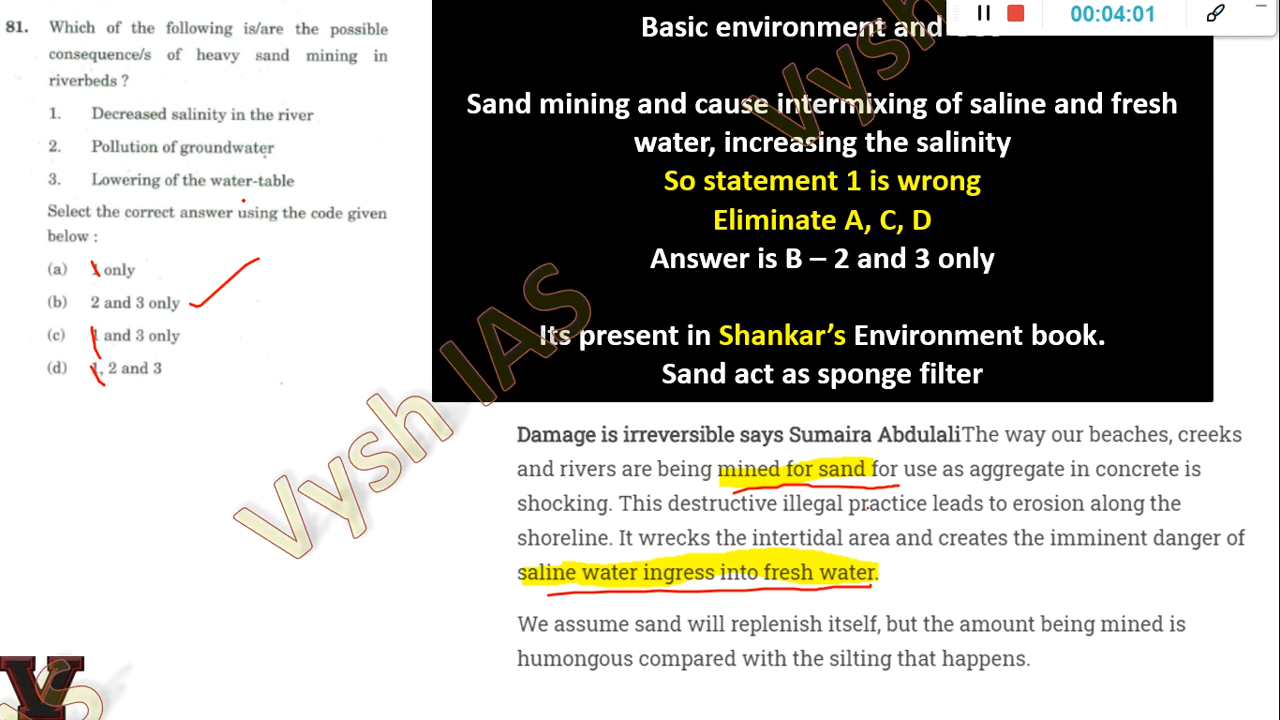 81. Which of the following is/are the possible
consequence/s of heavy sand mining in
riverbeds ?
1. Decreased salinity in the river
2. Pollution of groundwater
3. Lowering of the water-table
Select the correct answer using the code given
below :
(a) 1 only
(b) 2 and 3 only
(c) 1 and 3 only
(d) 1, 2 and 3
00:04:01
Basic environment and
Sand mining and cause intermixing of saline and fresh
water, increasing the salinity
So statement 1 is wrong
Eliminate A, C, D
Answer is B – 2 and 3 only
Its present in Shankar’s Environment book.
Sand act as sponge filter
Damage is irreversible says Sumaira AbdulaliThe way our beaches, creeks
and rivers are being mined for sand for use as aggregate in concrete is
shocking. This destructive illegal practice leads to erosion along the
shoreline. It wrecks the intertidal area and creates the imminent danger of
saline water ingress into fresh water.
We assume sand will replenish itself, but the amount being mined is
humongous compared with the silting that happens.
Vysh IAS
Vysh
V